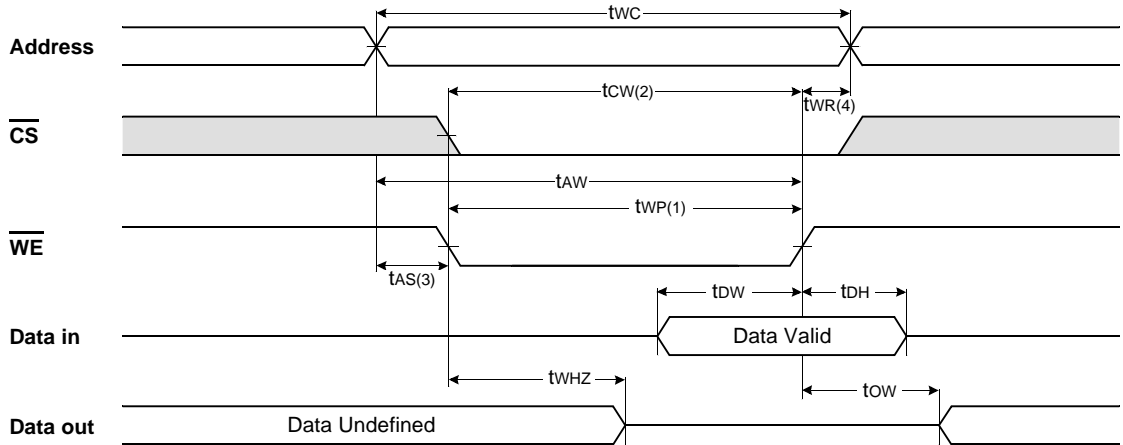 tWC
Address
tCW(2)
tWR(4)
CS
tAW
tWP(1)
WE
tAS(3)
tDW
tDH
Data in
Data Valid
tWHZ
tOW
Data out
Data Undefined